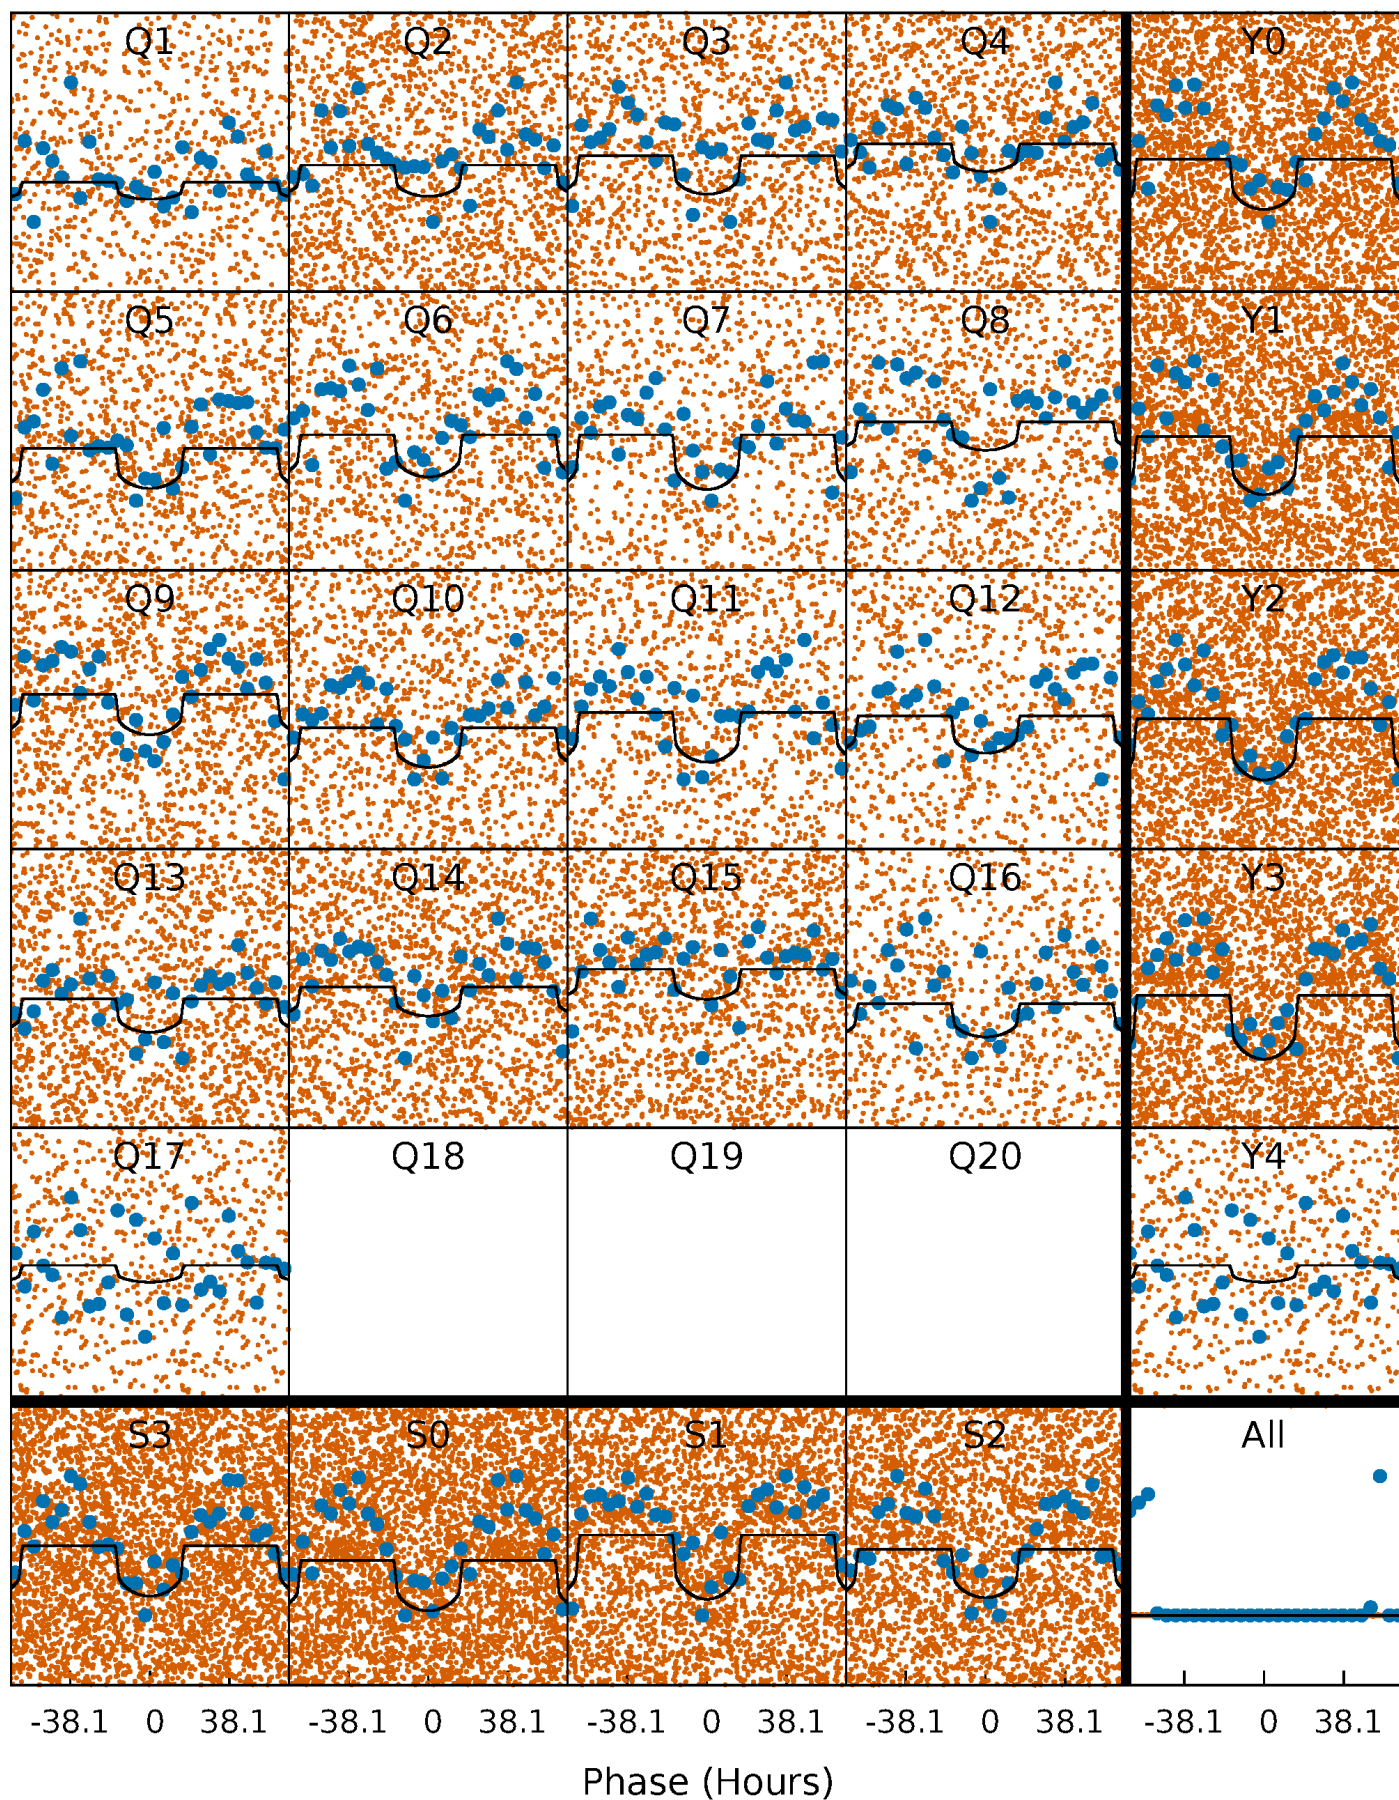 Q1 Q2 Q3 Q4 Y0
Q5 Q6 Q7 Q8 Y1
Q9 Q10 Q11 Q12 Y2
Q13 Q14 Q15 Q16 Y3
Q17 Q18 Q19 Q20 Y4
S3 S0 S1 S2 All
-38.1 0 38.1 -38.1 0 38.1 -38.1 0 38.1 -38.1 0 38.1 -38.1 0 38.1
Phase (Hours)